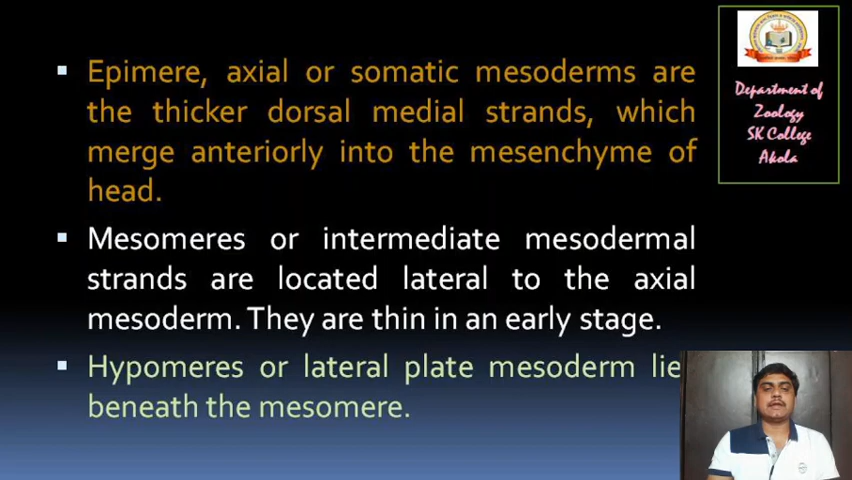 Epimere, axial or somatic mesoderms are
the thicker dorsal medial strands, which
merge anteriorly into the mesenchyme of
head.
Mesomeres or intermediate mesodermal
strands are located lateral to the axial
mesoderm. They are thin in an early stage.
Hypomeres or lateral plate mesoderm lie
beneath the mesomere.
Department of
Zoology
SK College
Akola